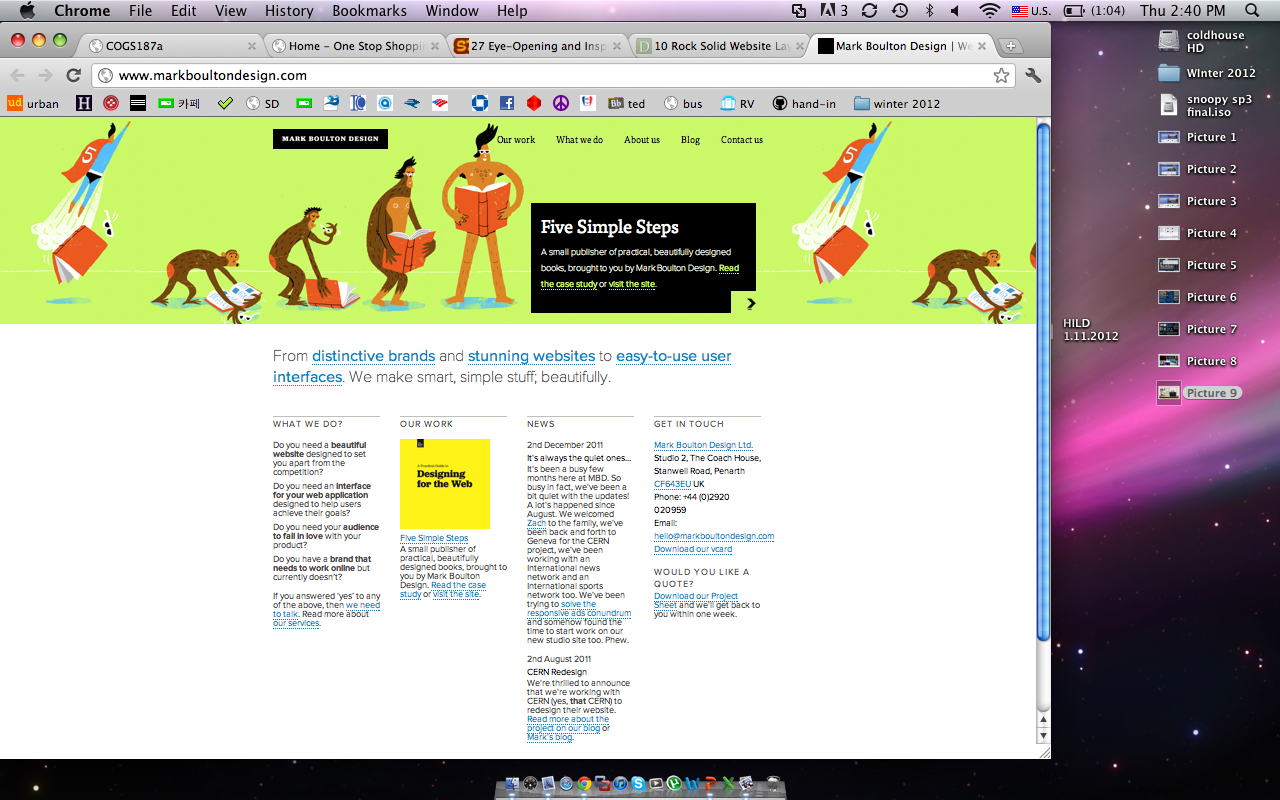 Chrome File Edit View History Bookmarks Window Help 3 U.S. (1:04) Thu 2:40 PM
COGS187a
Home – One Stop Shoppi
27 Eye-Opening and Insp
10 Rock Solid Website La
Mark Boulton Design | We
www.markboultondesign.com
ud urban H 카페 SD Bb ted bus RV hand-in winter 2012
MARK BOULTON DESIGN
Our work What we do About us Blog Contact us
5
5
Five Simple Steps
A small publisher of practical, beautifully designed
books, brought to you by Mark Boulton Design. Read
the case study or visit the site.
From distinctive brands and stunning websites to easy-to-use user
interfaces. We make smart, simple stuff; beautifully.
WHAT WE DO?
Do you need a beautiful
website designed to set
you apart from the
competition?
Do you need an interface
for your web application
designed to help users
achieve their goals?
Do you need your audience
to fall in love with your
product?
Do you have a brand that
needs to work online but
currently doesn't?
If you answered 'yes' to any
of the above, then we need
to talk. Read more about
our services.
OUR WORK
A Practical Guide to
Designing
for the Web
Five Simple Steps
A small publisher of
practical, beautifully
designed books, brought to
you by Mark Boulton
Design. Read the case
study or visit the site.
NEWS
2nd December 2011
It's always the quiet ones...
It's been a busy few
months here at MBD. So
busy in fact, we've been a
bit quiet with the updates!
A lot's happened since
August. We welcomed
Zach to the family, we've
been back and forth to
Geneva for the CERN
project, we've been
working with an
International news
network and an
International sports
network too. We've been
trying to solve the
responsive ads conundrum
and somehow found the
time to start work on our
new studio site too. Phew.
2nd August 2011
CERN Redesign
We're thrilled to announce
that we're working with
CERN (yes, that CERN) to
redesign their website.
Read more about the
project on our blog or
Mark's blog.
GET IN TOUCH
Mark Boulton Design Ltd.
Studio 2, The Coach House,
Stanwell Road, Penarth
CF643EU UK
Phone: +44 (0)2920
020959
Email:
hello@markboultondesign.com
Download our vcard
WOULD YOU LIKE A
QUOTE?
Download our Project
Sheet and we'll get back to
you within one week.
coldhouse
HD
WInter 2012
snoopy sp3
final.iso
Picture 1
Picture 2
Picture 3
Picture 4
Picture 5
Picture 6
Picture 7
Picture 8
Picture 9
HILD
1.11.2012